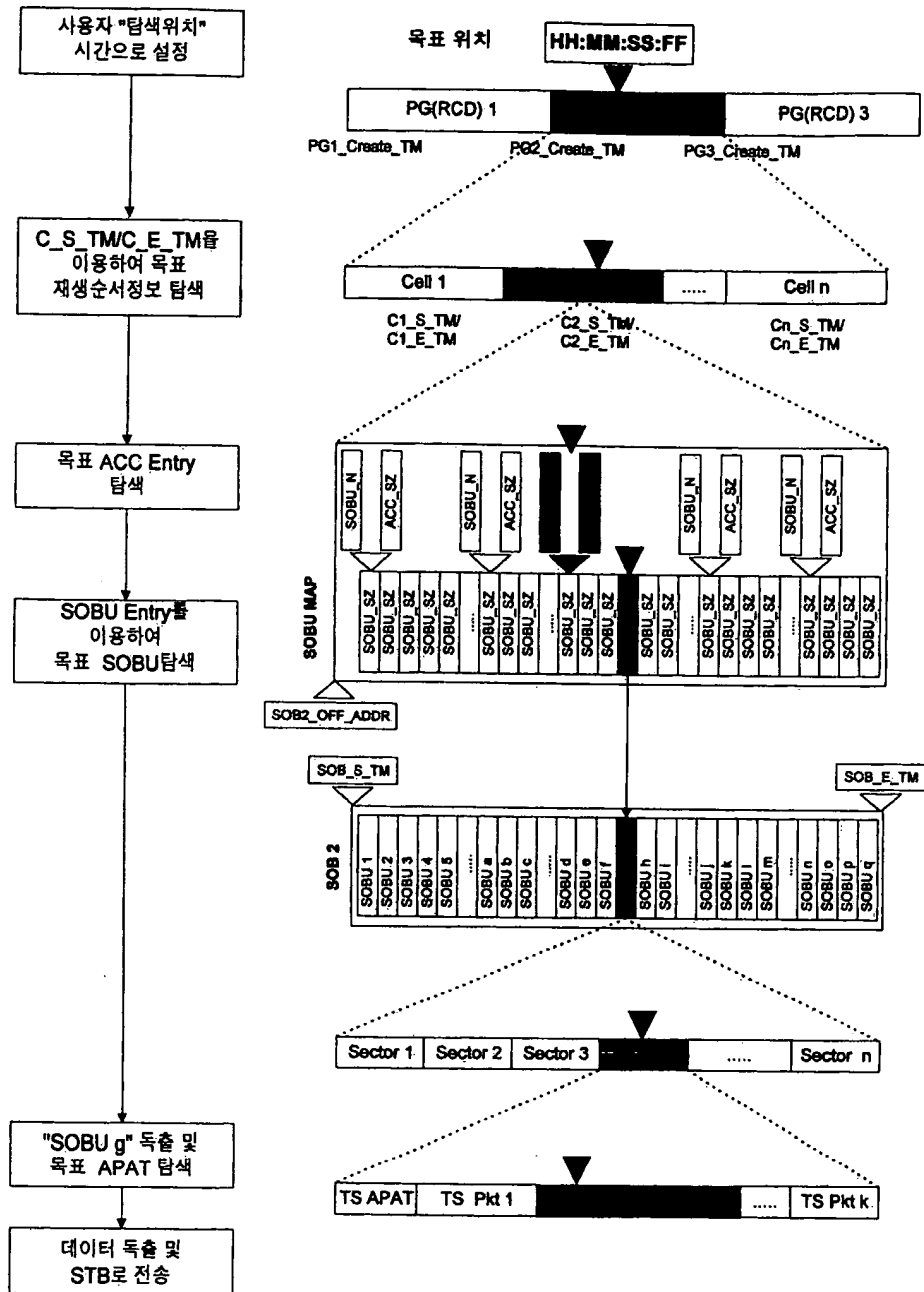 사용자 "탐색위치"
시간으로 설정
목표 위치
HH:MM:SS:FF
PG(RCD) 1
PG(RCD) 3
PG1_Create_TM
PG2_Create_TM
PG3_Create_TM
C_S_TM/C_E_TM을
이용하여 목표
재생순서정보 탐색
Cell 1
.....
Cell n
C1_S_TM/
C1_E_TM
C2_S_TM/
C2_E_TM
Cn_S_TM/
Cn_E_TM
목표 ACC Entry
탐색
SOBU_N
ACC_SZ
SOBU_N
ACC_SZ
SOBU_N
ACC_SZ
SOBU_N
ACC_SZ
SOBU Entry를
이용하여
목표 SOBU탐색
SOBU MAP
SOBU_SZ
SOBU_SZ
SOBU_SZ
SOBU_SZ
SOBU_SZ
.....
SOBU_SZ
SOBU_SZ
SOBU_SZ
.....
SOBU_SZ
SOBU_SZ
SOBU_SZ
SOBU_SZ
SOBU_SZ
.....
SOBU_SZ
SOBU_SZ
SOBU_SZ
SOBU_SZ
.....
SOBU_SZ
SOBU_SZ
SOBU_SZ
SOBU_SZ
SOB2_OFF_ADDR
SOB_S_TM
SOB_E_TM
SOB 2
SOBU 1
SOBU 2
SOBU 3
SOBU 4
SOBU 5
.....
SOBU a
SOBU b
SOBU c
.....
SOBU d
SOBU e
SOBU f
SOBU h
SOBU i
.....
SOBU j
SOBU k
SOBU l
SOBU m
.....
SOBU n
SOBU o
SOBU p
SOBU q
Sector 1
Sector 2
Sector 3
.....
Sector n
"SOBU g" 독출 및
목표 APAT 탐색
TS APAT
TS Pkt 1
.....
TS Pkt k
데이터 독출 및
STB로 전송